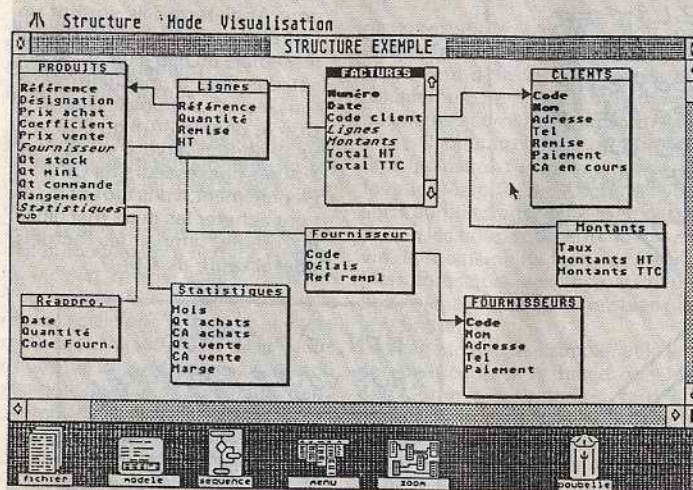 Structure Mode Visualisation
STRUCTURE EXEMPLE
PRODUITS
Référence
Désignation
Prix achat
Coefficient
Prix vente
Fournisseur
Qt stock
Qt mini
Qt commande
Rangement
Statistiques
Lignes
Référence
Quantité
Remise
HT
FACTURES
Numéro
Date
Code client
Lignes
Montants
Total HT
Total TTC
CLIENTS
Code
Nom
Adresse
Tel
Remise
Paiement
CA en cours
Montants
Taux
Montants HT
Montants TTC
Fournisseur
Code
Délais
Ref rempl
Réappro.
Date
Quantité
Code Fourn.
Statistiques
Mois
Qt achats
CA achats
Qt vente
CA vente
Marge
FOURNISSEURS
Code
Nom
Adresse
Tel
Paiement
fichier
modele
sequence
menu
zoom
poubelle